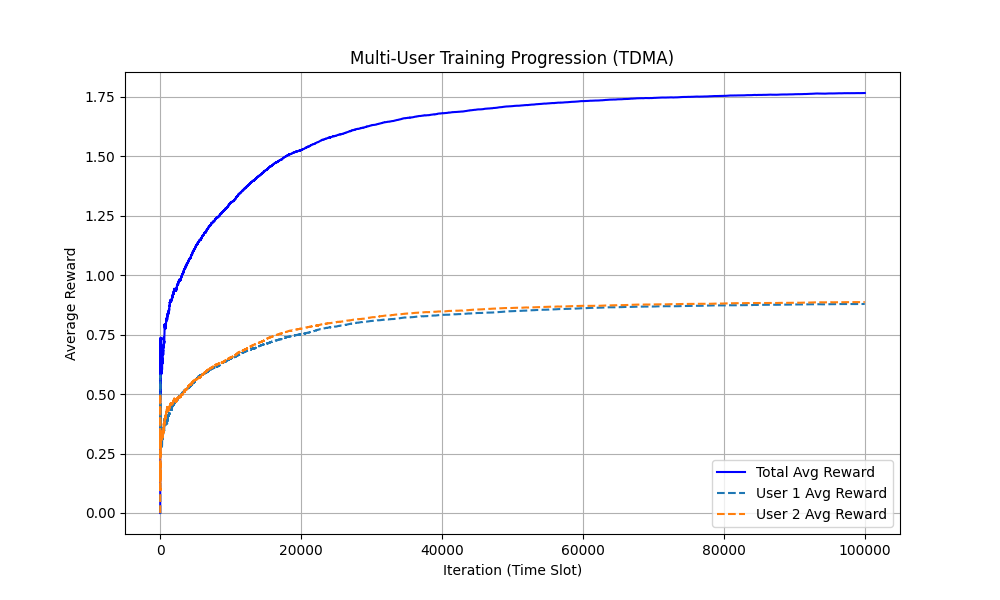 Multi-User Training Progression (TDMA)
Average Reward
1.75
1.50
1.25
1.00
0.75
0.50
0.25
0.00
Total Avg Reward
User 1 Avg Reward
User 2 Avg Reward
0 20000 40000 60000 80000 100000
Iteration (Time Slot)